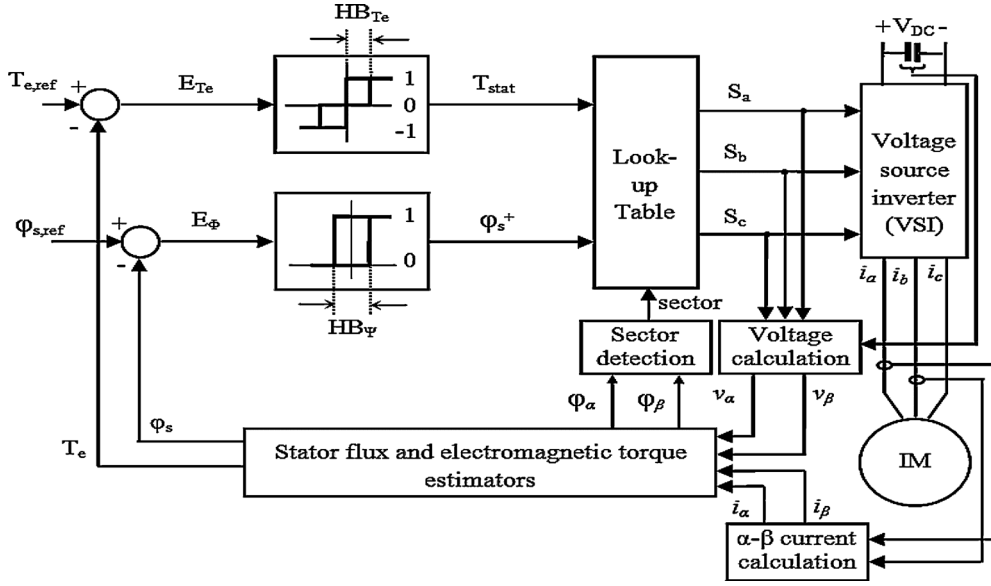 HB_Te
+ V_DC -
T_e,ref
+
-
E_Te
1
0
-1
T_stat
Look-
up
Table
S_a
S_b
S_c
Voltage
source
inverter
(VSI)
φ_s,ref
+
-
E_Φ
1
0
φ_s⁺
HB_Ψ
i_a i_b i_c
sector
Sector
detection
Voltage
calculation
φ_α φ_β
v_α v_β
φ_s
T_e
Stator flux and electromagnetic torque
estimators
IM
i_α i_β
α-β current
calculation